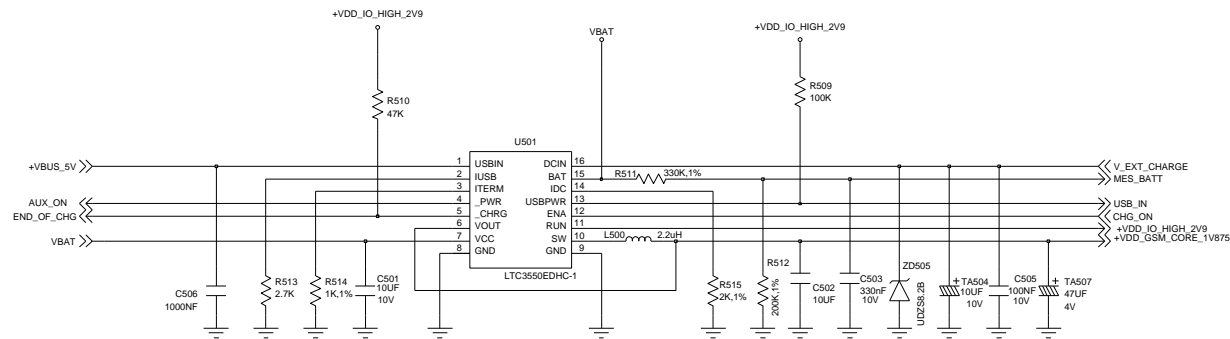 +VDD_IO_HIGH_2V9
VBAT
+VDD_IO_HIGH_2V9
R510
47K
R509
100K
U501
+VBUS_5V
1 USBIN
DCIN 16
V_EXT_CHARGE
2 IUSB
BAT 15
R511 330K,1%
MES_BATT
3 ITERM
IDC 14
AUX_ON
4 _PWR
USBPWR 13
USB_IN
END_OF_CHG
5 _CHRG
ENA 12
CHG_ON
6 VOUT
RUN 11
+VDD_IO_HIGH_2V9
VBAT
7 VCC
SW 10
L500 2.2uH
+VDD_GSM_CORE_1V875
8 GND
GND 9
LTC3550EDHC-1
C506
1000NF
R513
2.7K
R514
1K,1%
C501
10UF
10V
R515
2K,1%
R512
200K,1%
C502
10UF
C503
330nF
10V
ZD505
UDZS8.2B
+
TA504
10UF
10V
C505
100NF
10V
+
TA507
47UF
4V